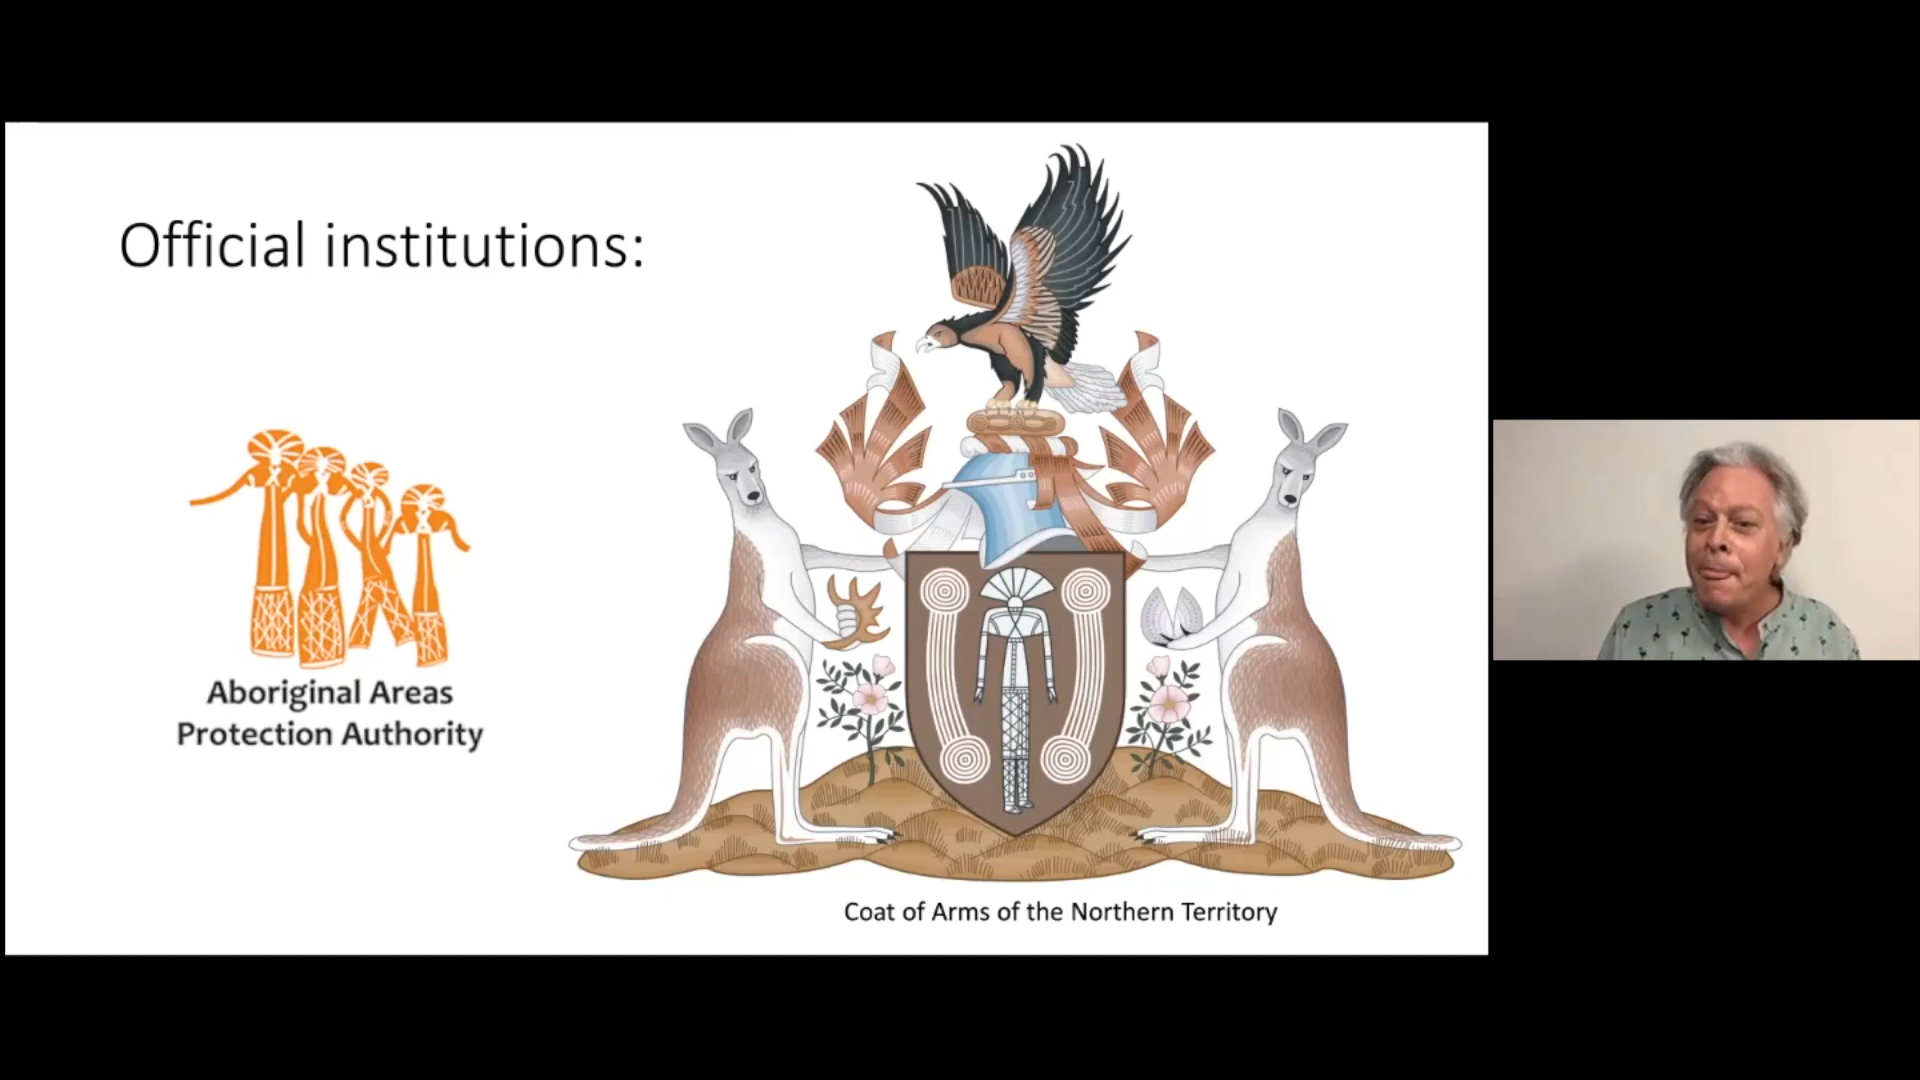 Official institutions:
Aboriginal Areas
Protection Authority
Coat of Arms of the Northern Territory